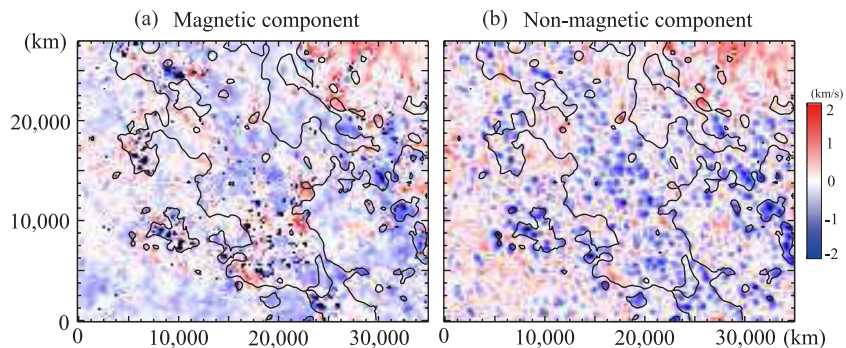 (a) Magnetic component
(b) Non-magnetic component
(km)
20,000
10,000
0
0 10,000 20,000 30,000
0 10,000 20,000 30,000 (km)
(km/s)
2
1
0
-1
-2